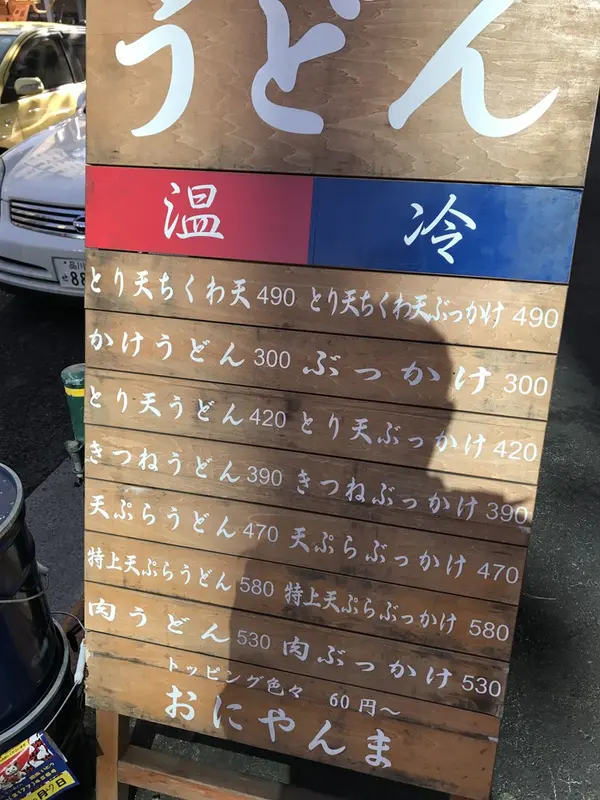 うどん
温 冷
とり天ちくわ天 490 とり天ちくわ天ぶっかけ 490
かけうどん 300 ぶっかけ 300
とり天うどん 420 とり天ぶっかけ 420
きつねうどん 390 きつねぶっかけ 390
天ぷらうどん 470 天ぷらぶっかけ 470
特上天ぷらうどん 580 特上天ぷらぶっかけ 580
肉うどん 530 肉ぶっかけ 530
トッピング色々 60円〜
おにやんま
品川